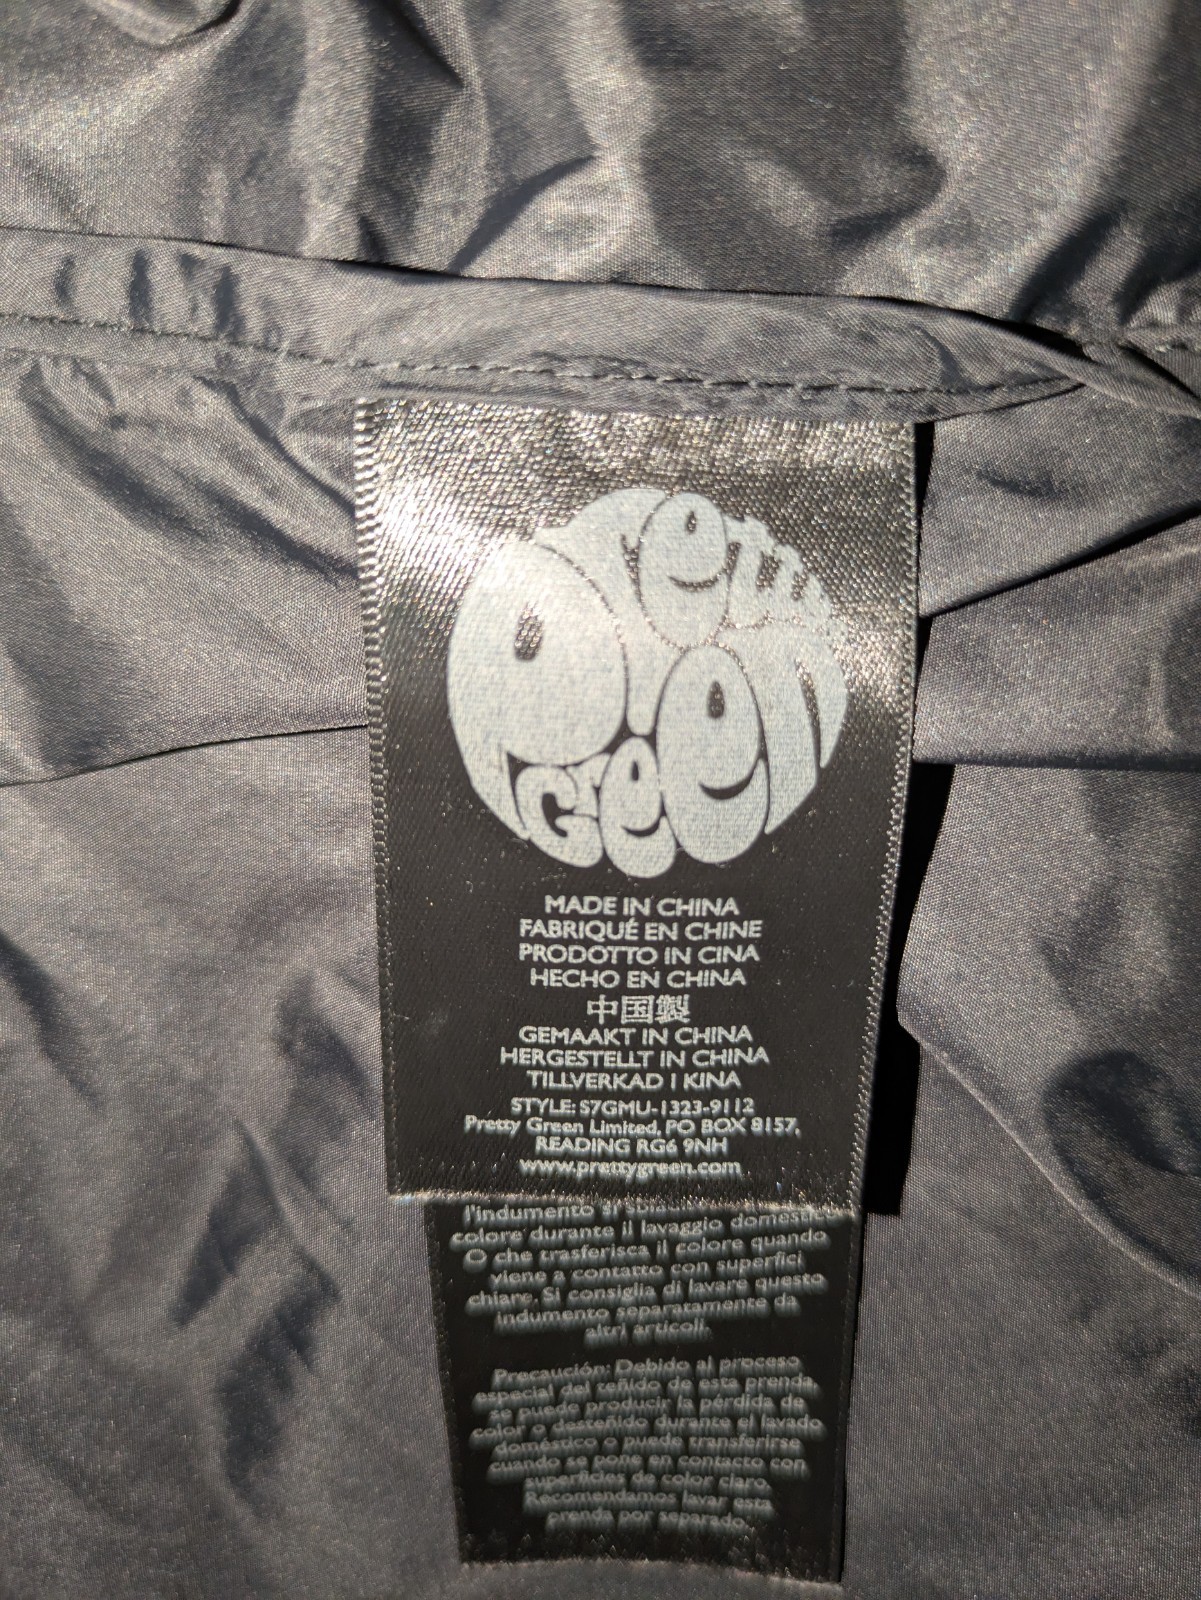 Pretty
Green
MADE IN CHINA
FABRIQUÉ EN CHINE
PRODOTTO IN CINA
HECHO EN CHINA
中国製
GEMAAKT IN CHINA
HERGESTELLT IN CHINA
TILLVERKAD I KINA
STYLE: S7GMU-1323-9112
Pretty Green Limited, PO BOX 8157,
READING RG6 9NH
www.prettygreen.com
l'indumento si
colore durante il lavaggio
O che trasferisca il colore quando
viene a contatto con superfici
chiare. Si consiglia di lavare questo
indumento separatamente da
altri articoli.
Precaución: Debido al proceso
especial del teñido de esta prenda,
se puede producir la pérdida de
color o desteñido durante el lavado
doméstico o puede transferirse
cuando se pone en contacto con
superficies de color claro.
Recomendamos lavar esta
prenda por separado.